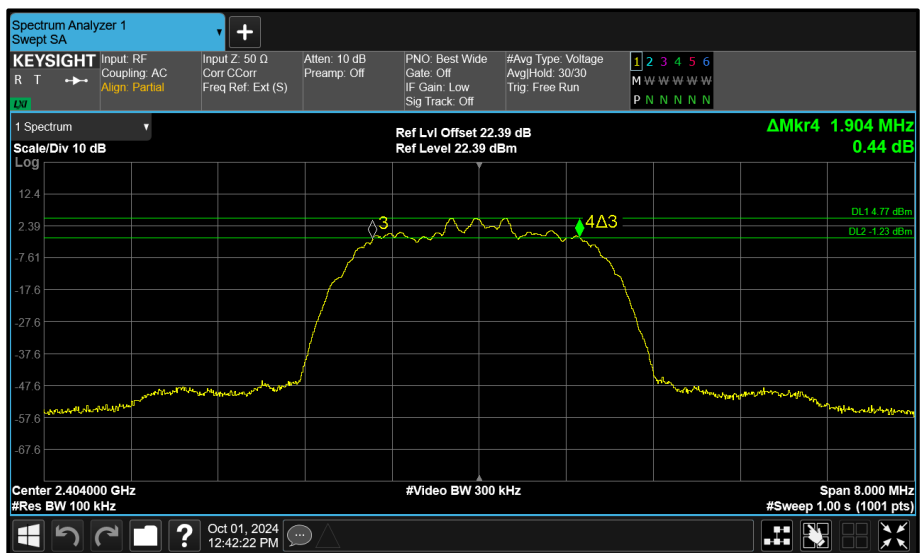 Spectrum Analyzer 1
Swept SA
+
KEYSIGHT
R T
LXI
Input: RF
Coupling: AC
Align: Partial
Input Z: 50 Ω
Corr CCorr
Freq Ref: Ext (S)
Atten: 10 dB
Preamp: Off
PNO: Best Wide
Gate: Off
IF Gain: Low
Sig Track: Off
#Avg Type: Voltage
Avg|Hold: 30/30
Trig: Free Run
1 2 3 4 5 6
M W W W W W
P N N N N N
1 Spectrum
Scale/Div 10 dB
Log
Ref Lvl Offset 22.39 dB
Ref Level 22.39 dBm
ΔMkr4 1.904 MHz
0.44 dB
12.4
2.39
-7.61
-17.6
-27.6
-37.6
-47.6
-57.6
-67.6
3
4Δ3
DL1 4.77 dBm
DL2 -1.23 dBm
Center 2.404000 GHz
#Res BW 100 kHz
#Video BW 300 kHz
Span 8.000 MHz
#Sweep 1.00 s (1001 pts)
?
Oct 01, 2024
12:42:22 PM